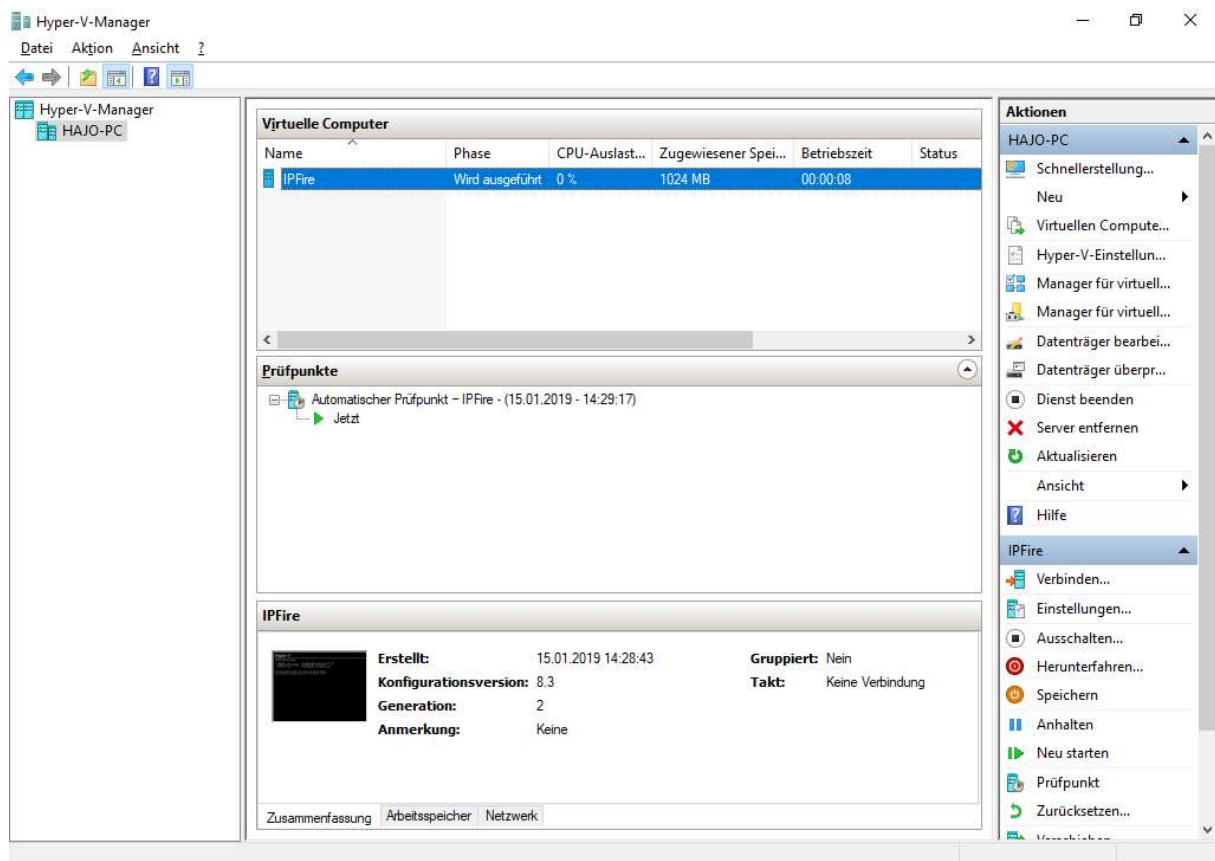 Hyper-V-Manager
Datei Aktion Ansicht ?
Hyper-V-Manager
HAJO-PC
Virtuelle Computer
Name Phase CPU-Auslast... Zugewiesener Spei... Betriebszeit Status
IPFire Wird ausgeführt 0 % 1024 MB 00:00:08
Prüfpunkte
Automatischer Prüfpunkt – IPFire - (15.01.2019 - 14:29:17)
Jetzt
IPFire
Erstellt: 15.01.2019 14:28:43 Gruppiert: Nein
Konfigurationsversion: 8.3 Takt: Keine Verbindung
Generation: 2
Anmerkung: Keine
Zusammenfassung Arbeitsspeicher Netzwerk
Aktionen
HAJO-PC
Schnellerstellung...
Neu
Virtuellen Compute...
Hyper-V-Einstellun...
Manager für virtuell...
Manager für virtuell...
Datenträger bearbei...
Datenträger überpr...
Dienst beenden
Server entfernen
Aktualisieren
Ansicht
Hilfe
IPFire
Verbinden...
Einstellungen...
Ausschalten...
Herunterfahren...
Speichern
Anhalten
Neu starten
Prüfpunkt
Zurücksetzen...